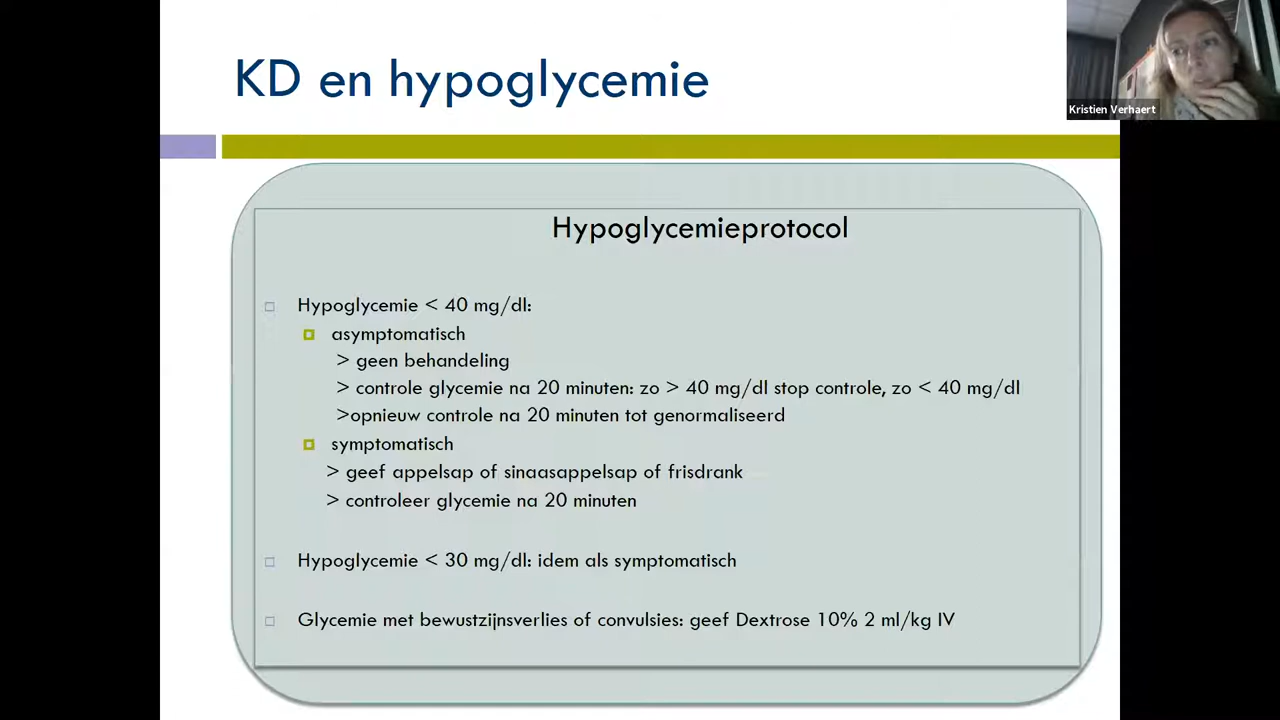 KD en hypoglycemie
Kristien Verhaert
Hypoglycemieprotocol
Hypoglycemie < 40 mg/dl:
asymptomatisch
> geen behandeling
> controle glycemie na 20 minuten: zo > 40 mg/dl stop controle, zo < 40 mg/dl
>opnieuw controle na 20 minuten tot genormaliseerd
symptomatisch
> geef appelsap of sinaasappelsap of frisdrank
> controleer glycemie na 20 minuten
Hypoglycemie < 30 mg/dl: idem als symptomatisch
Glycemie met bewustzijnsverlies of convulsies: geef Dextrose 10% 2 ml/kg IV